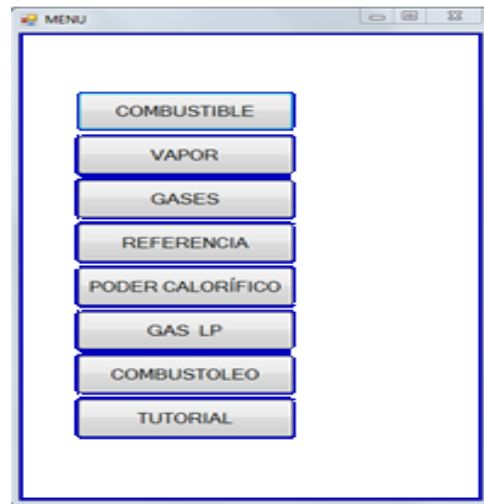 MENU
COMBUSTIBLE
VAPOR
GASES
REFERENCIA
PODER CALORÍFICO
GAS LP
COMBUSTOLEO
TUTORIAL